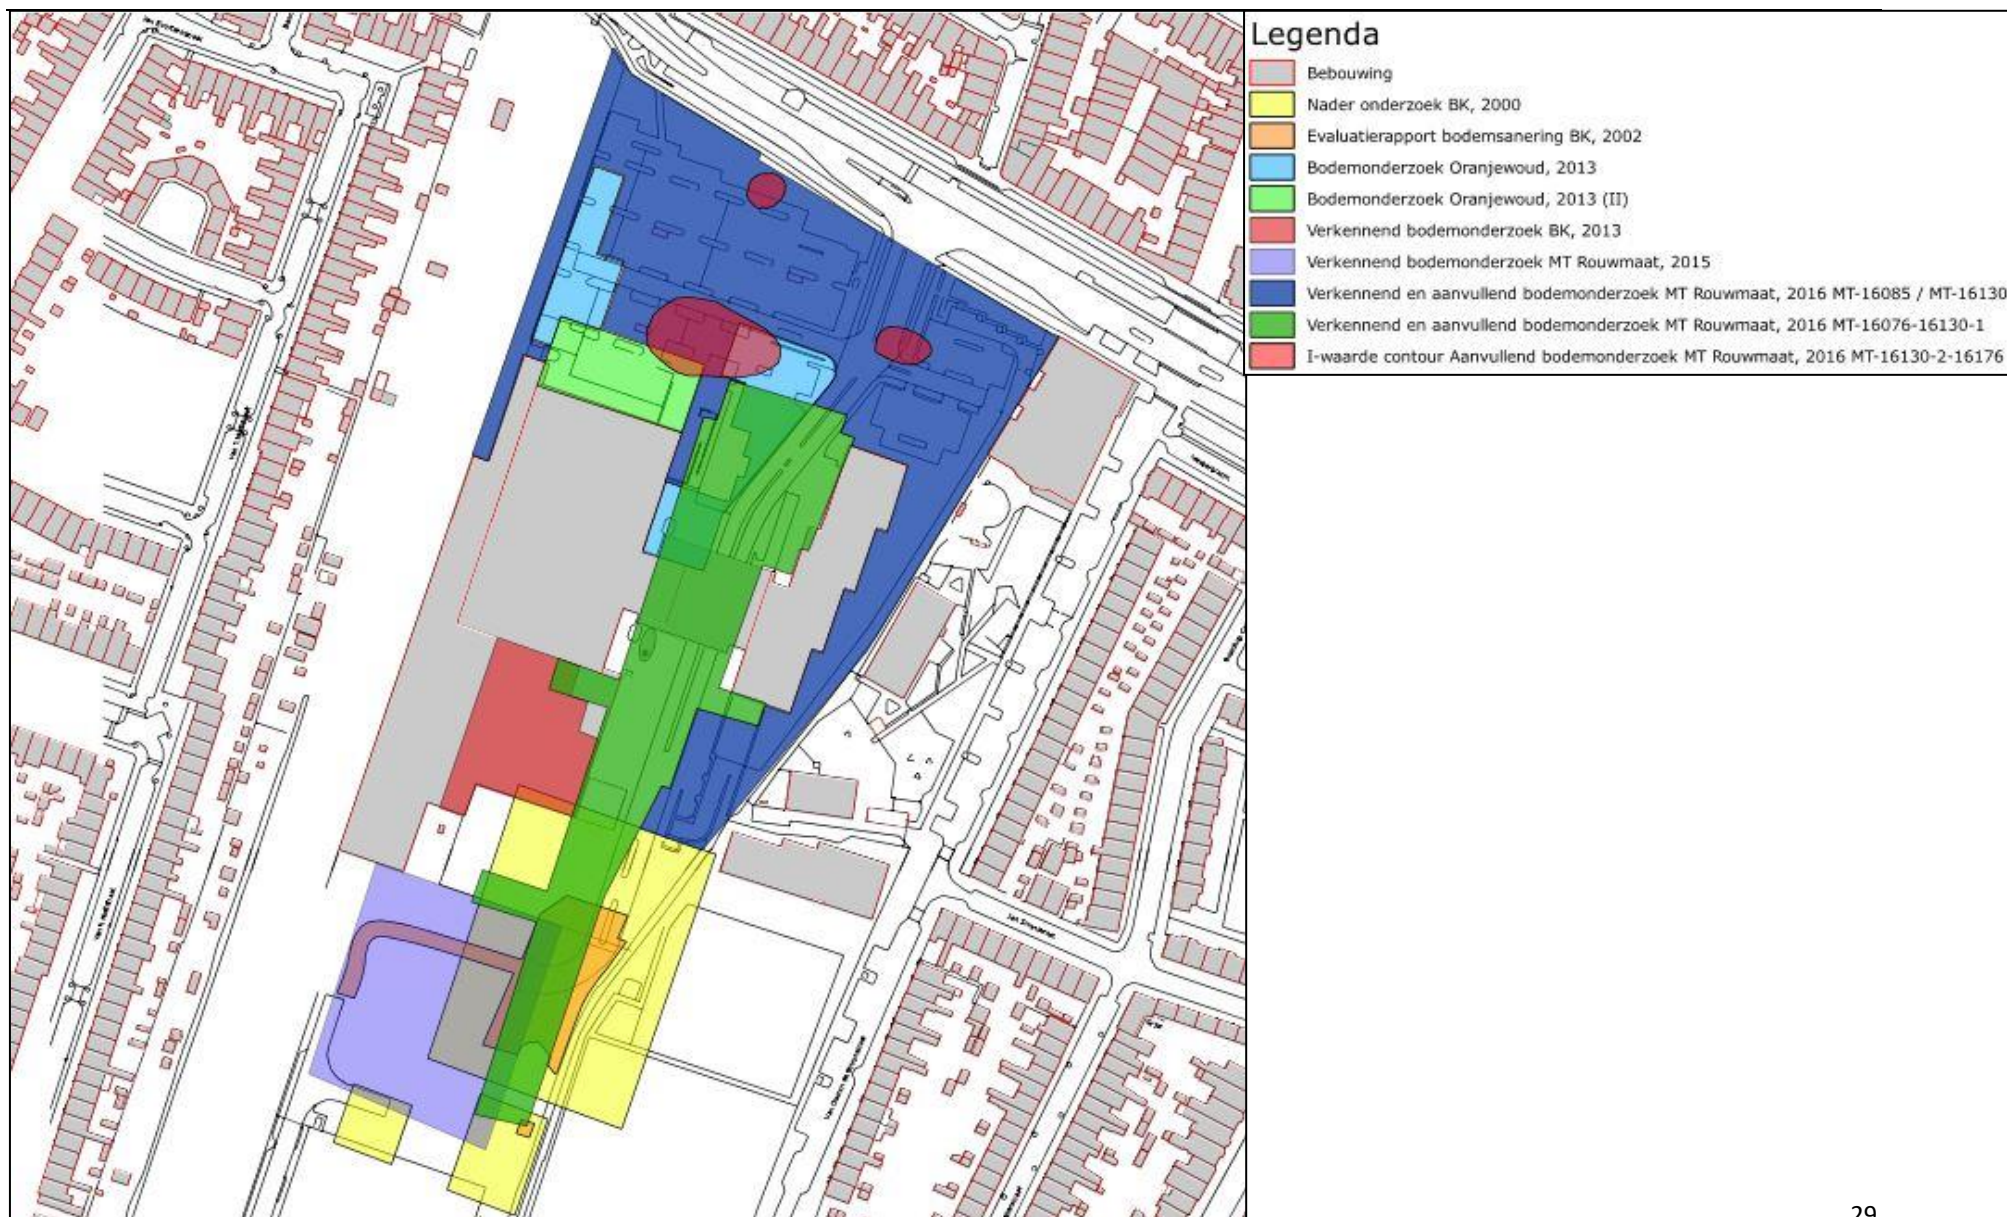 Legenda
Bebouwing
Nader onderzoek BK, 2000
Evaluatierapport bodemsanering BK, 2002
Bodemonderzoek Oranjewoud, 2013
Bodemonderzoek Oranjewoud, 2013 (II)
Verkennend bodemonderzoek BK, 2013
Verkennend bodemonderzoek MT Rouwmaat, 2015
Verkennend en aanvullend bodemonderzoek MT Rouwmaat, 2016 MT-16085 / MT-16130
Verkennend en aanvullend bodemonderzoek MT Rouwmaat, 2016 MT-16076-16130-1
I-waarde contour Aanvullend bodemonderzoek MT Rouwmaat, 2016 MT-16130-2-16176
29